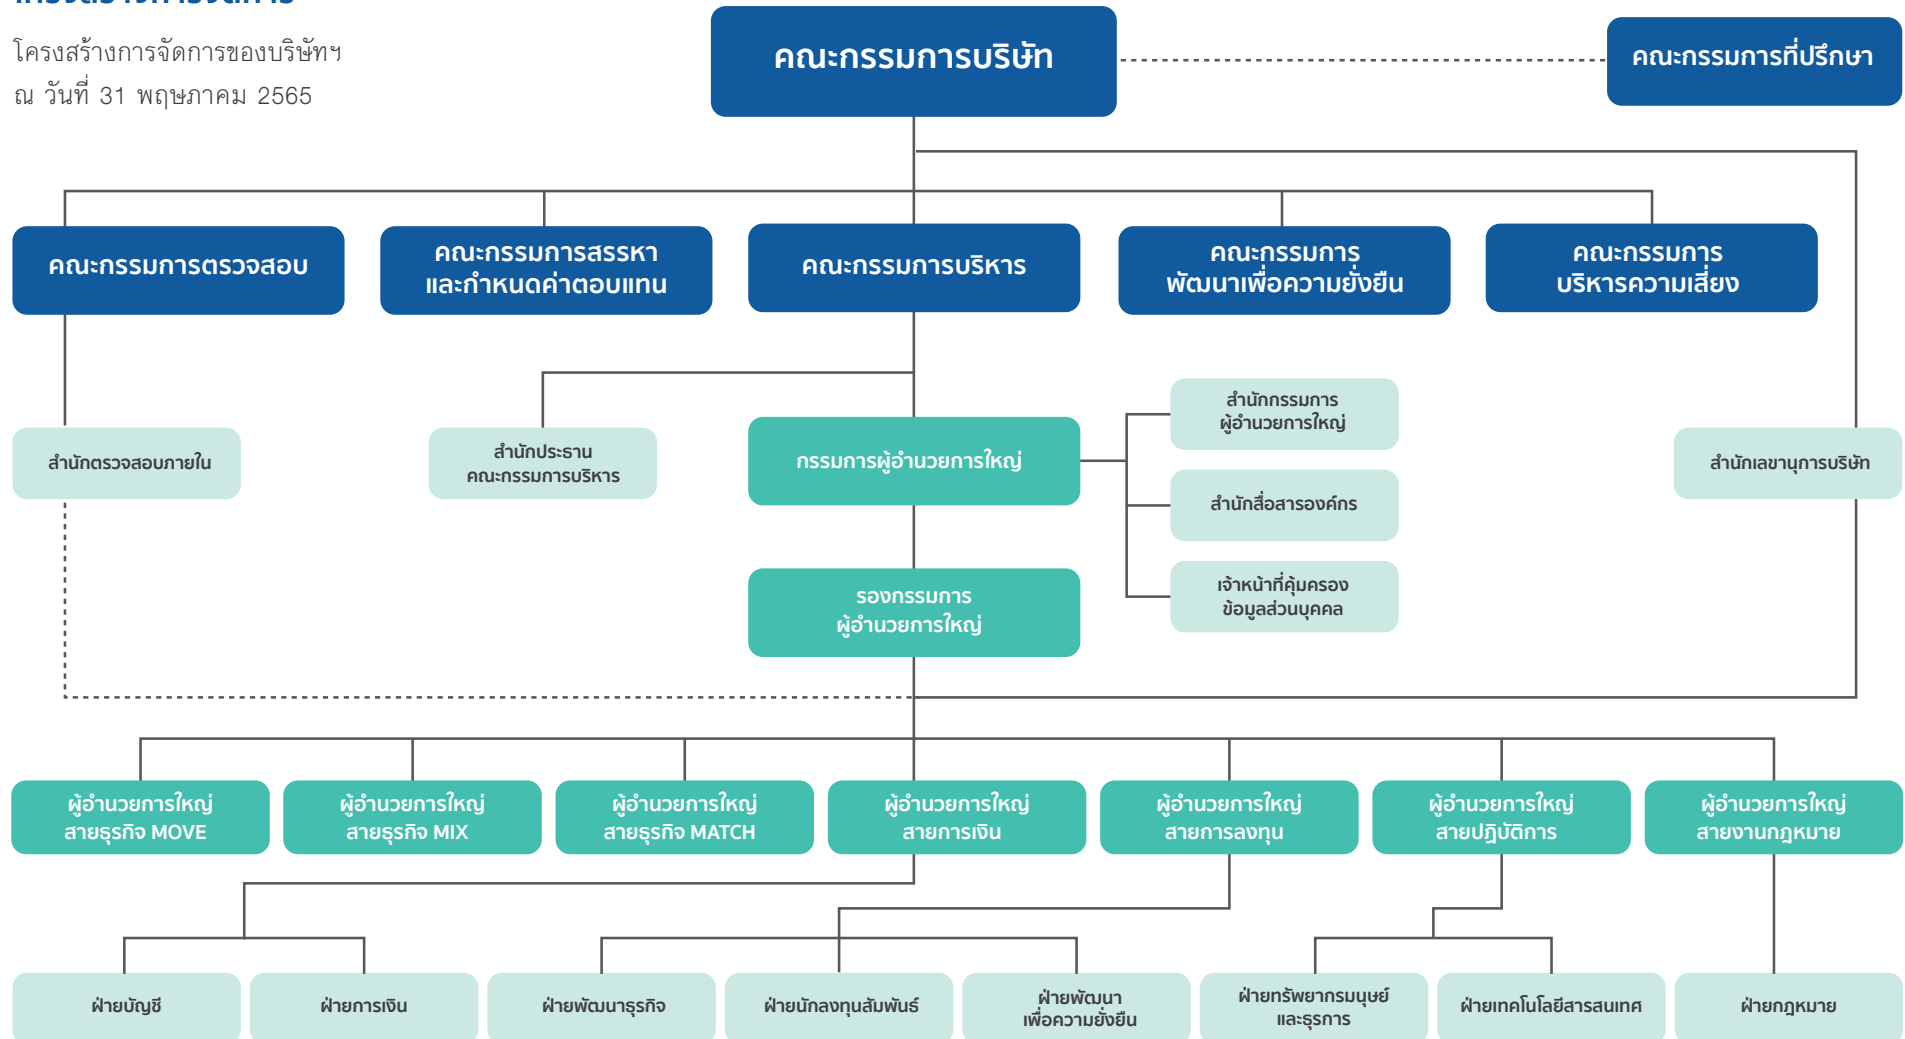 โครงสร้างการจัดการของบริษัทฯ
ณ วันที่ 31 พฤษภาคม 2565
คณะกรรมการบริษัท
คณะกรรมการที่ปรึกษา
คณะกรรมการตรวจสอบ
คณะกรรมการสรรหา
และกำหนดค่าตอบแทน
คณะกรรมการบริหาร
คณะกรรมการ
พัฒนาเพื่อความยั่งยืน
คณะกรรมการ
บริหารความเสี่ยง
สำนักตรวจสอบภายใน
สำนักประธาน
คณะกรรมการบริหาร
กรรมการผู้อำนวยการใหญ่
สำนักกรรมการ
ผู้อำนวยการใหญ่
สำนักสื่อสารองค์กร
เจ้าหน้าที่คุ้มครอง
ข้อมูลส่วนบุคคล
สำนักเลขานุการบริษัท
รองกรรมการ
ผู้อำนวยการใหญ่
ผู้อำนวยการใหญ่
สายธุรกิจ MOVE
ผู้อำนวยการใหญ่
สายธุรกิจ MIX
ผู้อำนวยการใหญ่
สายธุรกิจ MATCH
ผู้อำนวยการใหญ่
สายการเงิน
ผู้อำนวยการใหญ่
สายการลงทุน
ผู้อำนวยการใหญ่
สายปฏิบัติการ
ผู้อำนวยการใหญ่
สายงานกฎหมาย
ฝ่ายบัญชี
ฝ่ายการเงิน
ฝ่ายพัฒนาธุรกิจ
ฝ่ายนักลงทุนสัมพันธ์
ฝ่ายพัฒนา
เพื่อความยั่งยืน
ฝ่ายทรัพยากรมนุษย์
และธุรการ
ฝ่ายเทคโนโลยีสารสนเทศ
ฝ่ายกฎหมาย